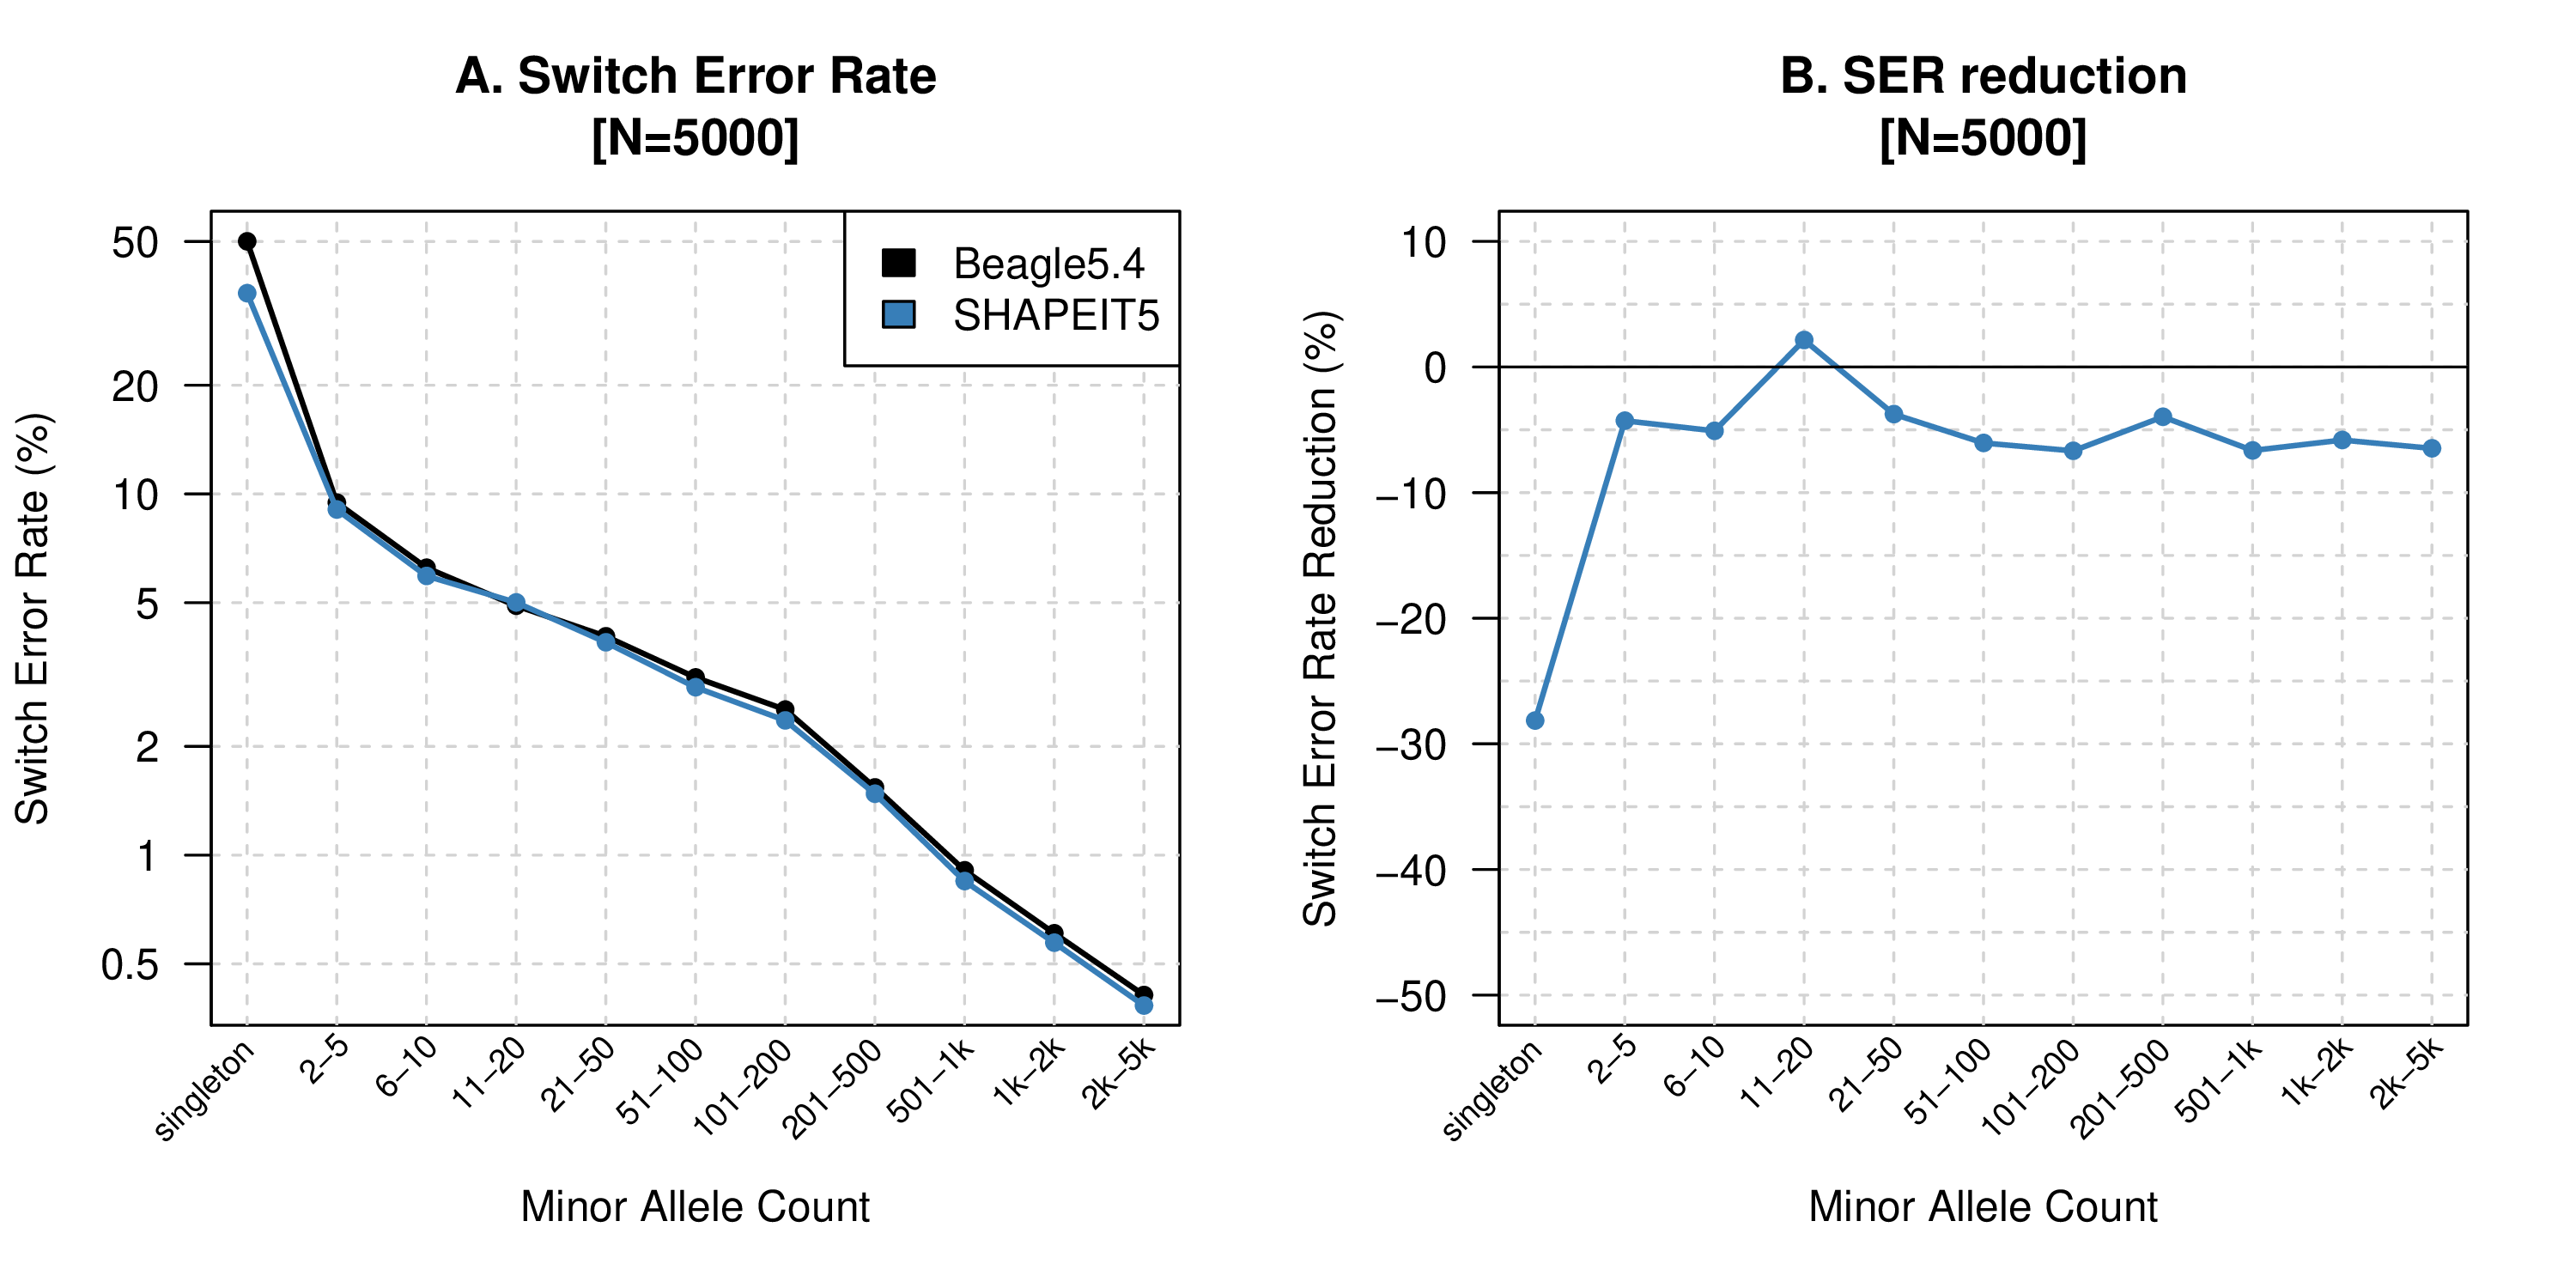 A. Switch Error Rate
[N=5000]
Switch Error Rate (%)
50
20
10
5
2
1
0.5
Beagle5.4
SHAPEIT5
singleton
2−5
6−10
11−20
21−50
51−100
101−200
201−500
501−1k
1k−2k
2k−5k
Minor Allele Count
B. SER reduction
[N=5000]
Switch Error Rate Reduction (%)
10
0
−10
−20
−30
−40
−50
singleton
2−5
6−10
11−20
21−50
51−100
101−200
201−500
501−1k
1k−2k
2k−5k
Minor Allele Count